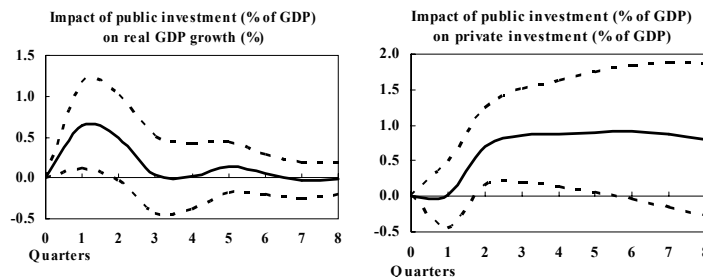 Impact of public investment (% of GDP)
on real GDP growth (%)
1.5
1.0
0.5
0.0
-0.5
0 1 2 3 4 5 6 7 8
Quarters
Impact of public investment (% of GDP)
on private investment (% of GDP)
2.0
1.5
1.0
0.5
0.0
-0.5
0 1 2 3 4 5 6 7 8
Quarters